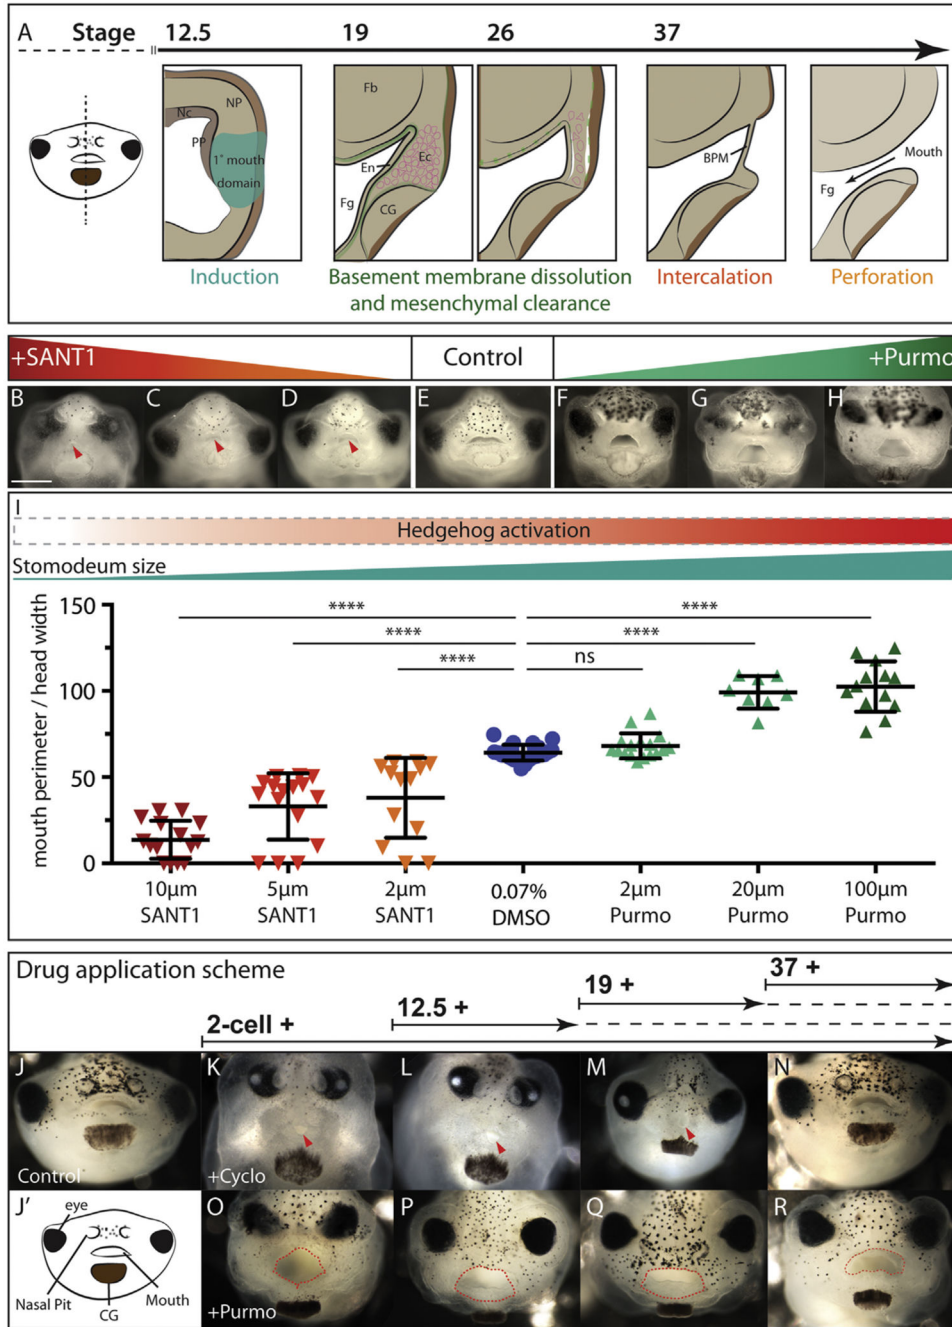 A Stage 12.5 19 26 37
NP
Nc
PP
1˚ mouth
domain
Fb
En
Ec
Fg
CG
BPM
Mouth
Fg
Induction
Basement membrane dissolution
and mesenchymal clearance
Intercalation
Perforation
+SANT1 Control +Purmo
B C D E F G H
I
Hedgehog activation
Stomodeum size
mouth perimeter / head width
150
100
50
0
**** ****
**** ****
**** ns
10µm
SANT1
5µm
SANT1
2µm
SANT1
0.07%
DMSO
2µm
Purmo
20µm
Purmo
100µm
Purmo
Drug application scheme
37 +
19 +
12.5 +
2-cell +
J K L M N
Control +Cyclo
J' O P Q R
eye
Nasal Pit
CG
Mouth
+Purmo